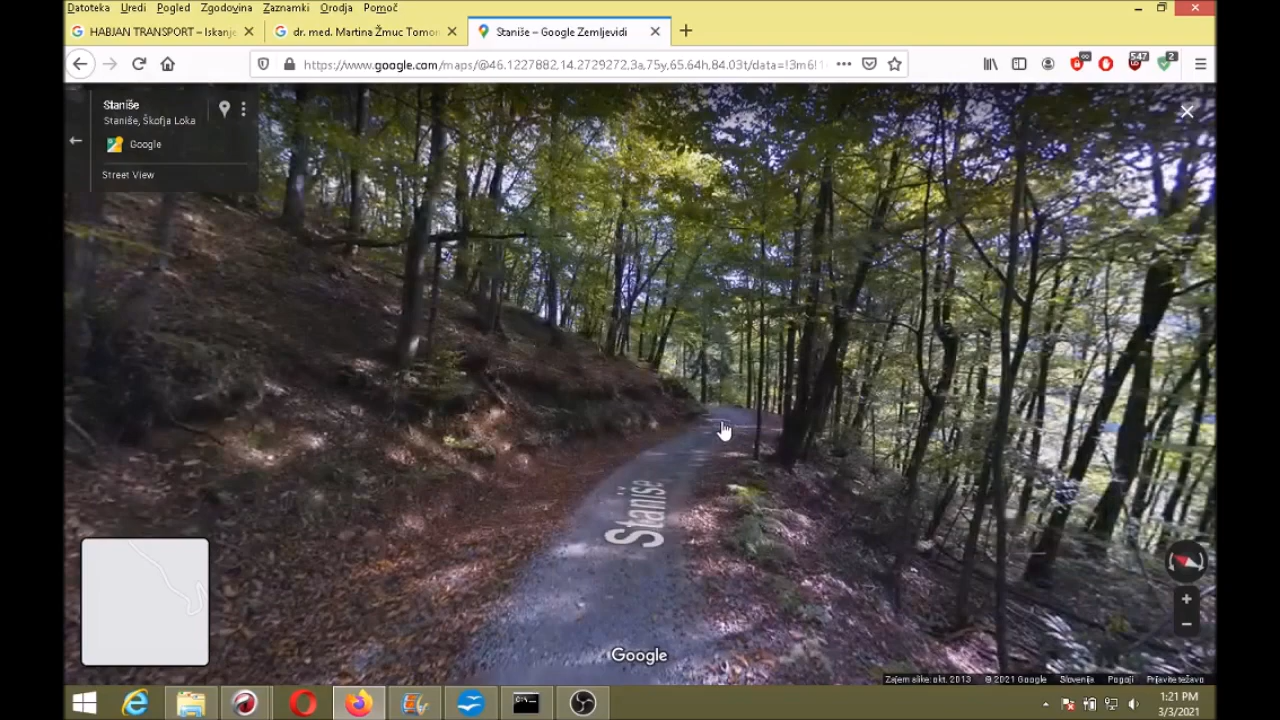 Datoteka Uredi Pogled Zgodovina Zaznamki Orodja Pomoč
HABJAN TRANSPORT – Iskanje
dr. med. Martina Žmuc Tomor
Staniše – Google Zemljevidi
https://www.google.com/maps/@46.1227882,14.2729272,3a,75y,65.64h,84.03t/data=!3m6!1
547
2
Staniše
Staniše, Škofja Loka
Google
Street View
Staniše
Google
Zajem slike: okt. 2013 © 2021 Google Slovenija Pogoji Prijavite težavo
1:21 PM
3/3/2021